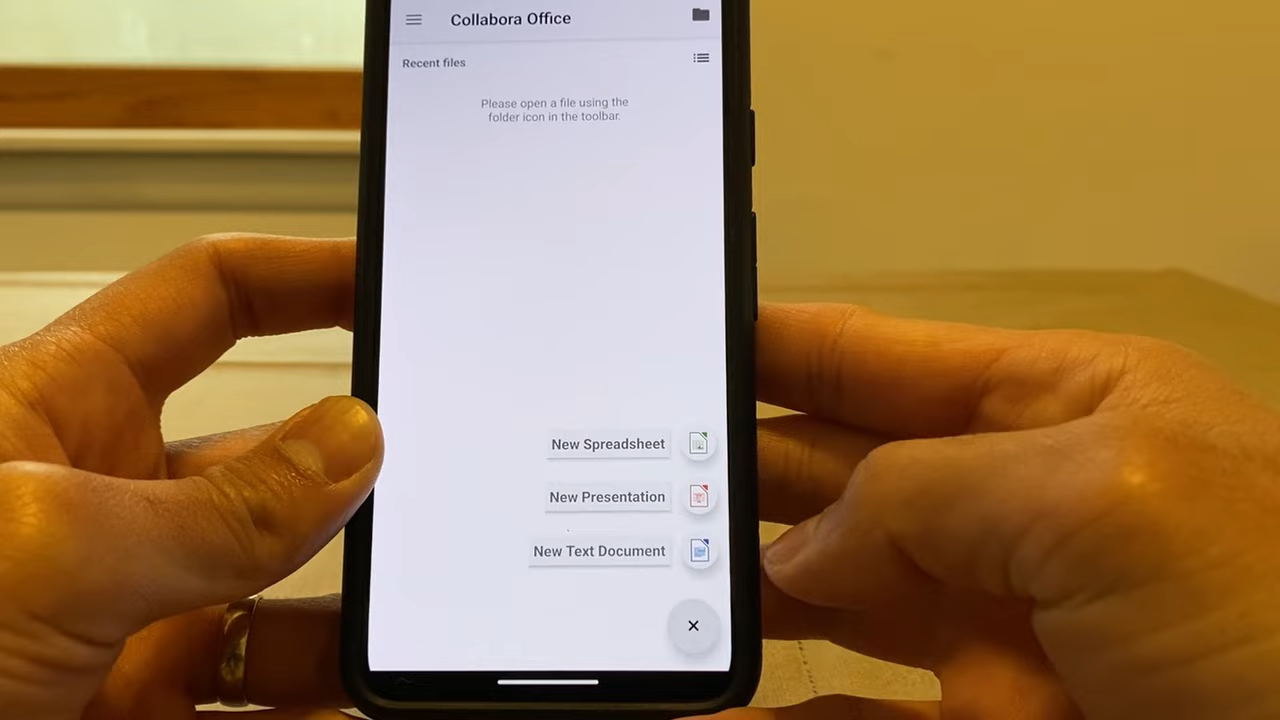 Collabora Office
Recent files
Please open a file using the
folder icon in the toolbar.
New Spreadsheet
New Presentation
New Text Document